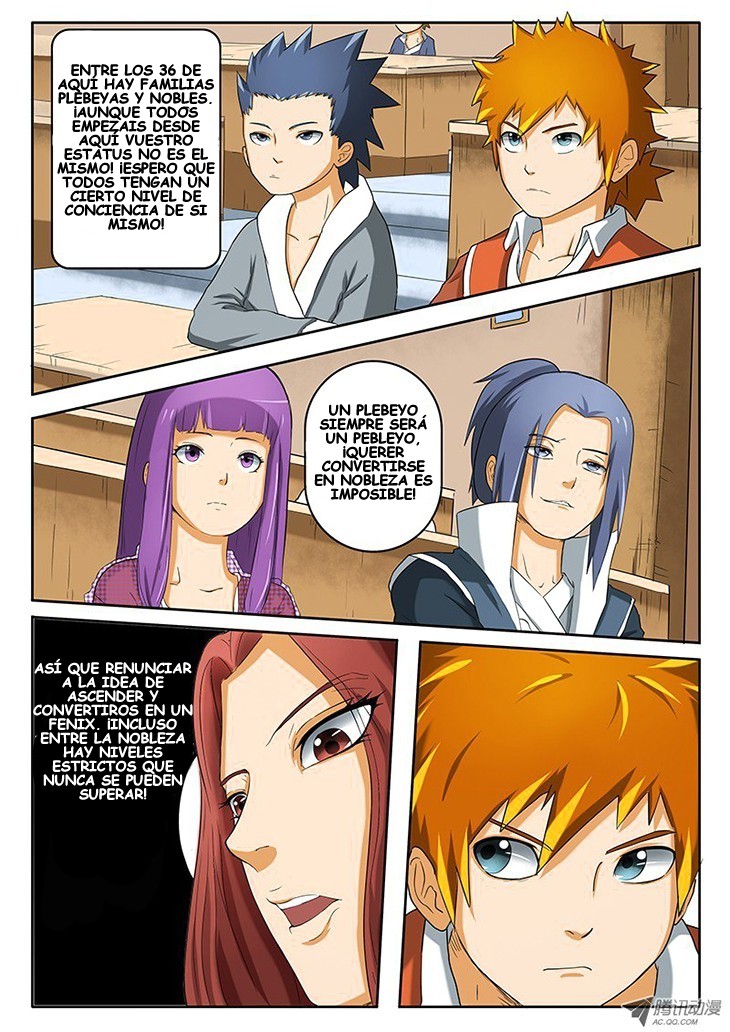 ENTRE LOS 36 DE
AQUÍ HAY FAMILIAS
PLEBEYAS Y NOBLES.
¡AUNQUE TODOS
EMPEZAIS DESDE
AQUÍ VUESTRO
ESTATUS NO ES EL
MISMO! ¡ESPERO QUE
TODOS TENGAN UN
CIERTO NIVEL DE
CONCIENCIA DE SI
MISMO!
UN PLEBEYO
SIEMPRE SERÁ
UN PEBLEYO,
¡QUERER
CONVERTIRSE
EN NOBLEZA ES
IMPOSIBLE!
ASÍ QUE RENUNCIAR
A LA IDEA DE
ASCENDER Y
CONVERTIROS EN UN
FENIX. ¡INCLUSO
ENTRE LA NOBLEZA
HAY NIVELES
ESTRICTOS QUE
NUNCA SE PUEDEN
SUPERAR!
腾讯动漫
AC.QQ.COM